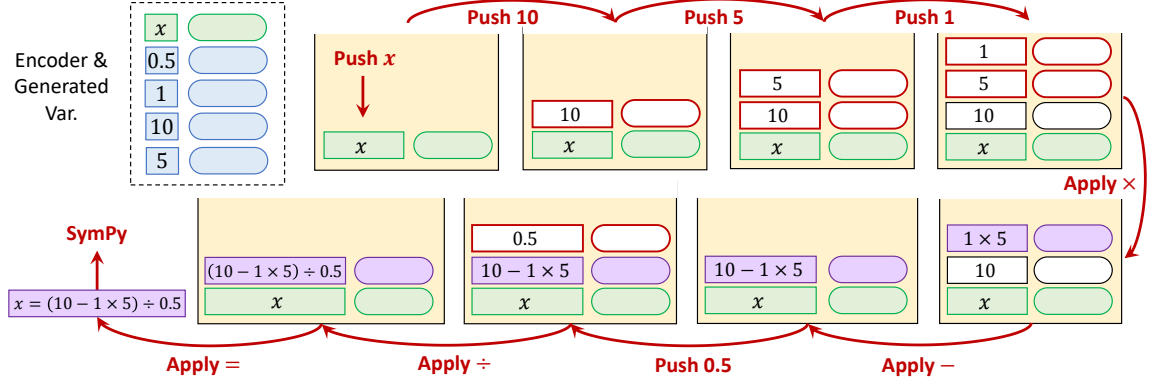 Encoder &
Generated
Var.
x
0.5
1
10
5
Push x
x
Push 10
10
x
Push 5
5
10
x
Push 1
1
5
10
x
Apply ×
1 × 5
10
x
Apply −
10 − 1 × 5
x
Push 0.5
0.5
10 − 1 × 5
x
Apply ÷
(10 − 1 × 5) ÷ 0.5
x
Apply =
x = (10 − 1 × 5) ÷ 0.5
SymPy